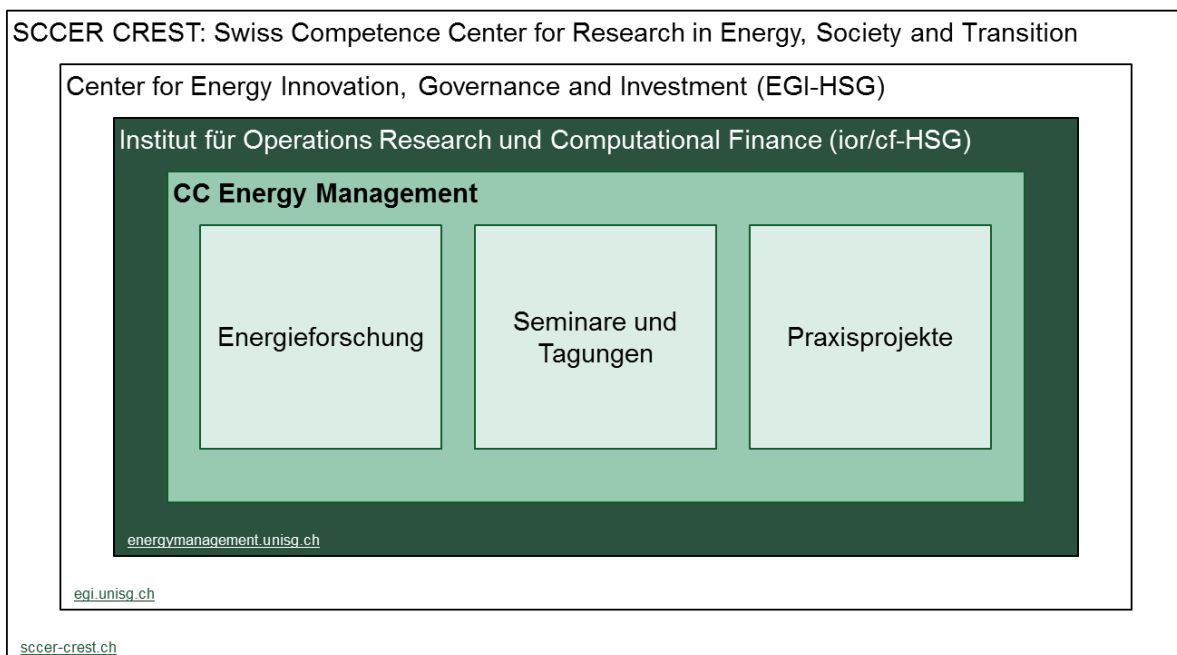 SCCER CREST: Swiss Competence Center for Research in Energy, Society and Transition
Center for Energy Innovation, Governance and Investment (EGI-HSG)
Institut für Operations Research und Computational Finance (ior/cf-HSG)
CC Energy Management
Energieforschung
Seminare und
Tagungen
Praxisprojekte
energymanagement.unisg.ch
egi.unisg.ch
sccer-crest.ch